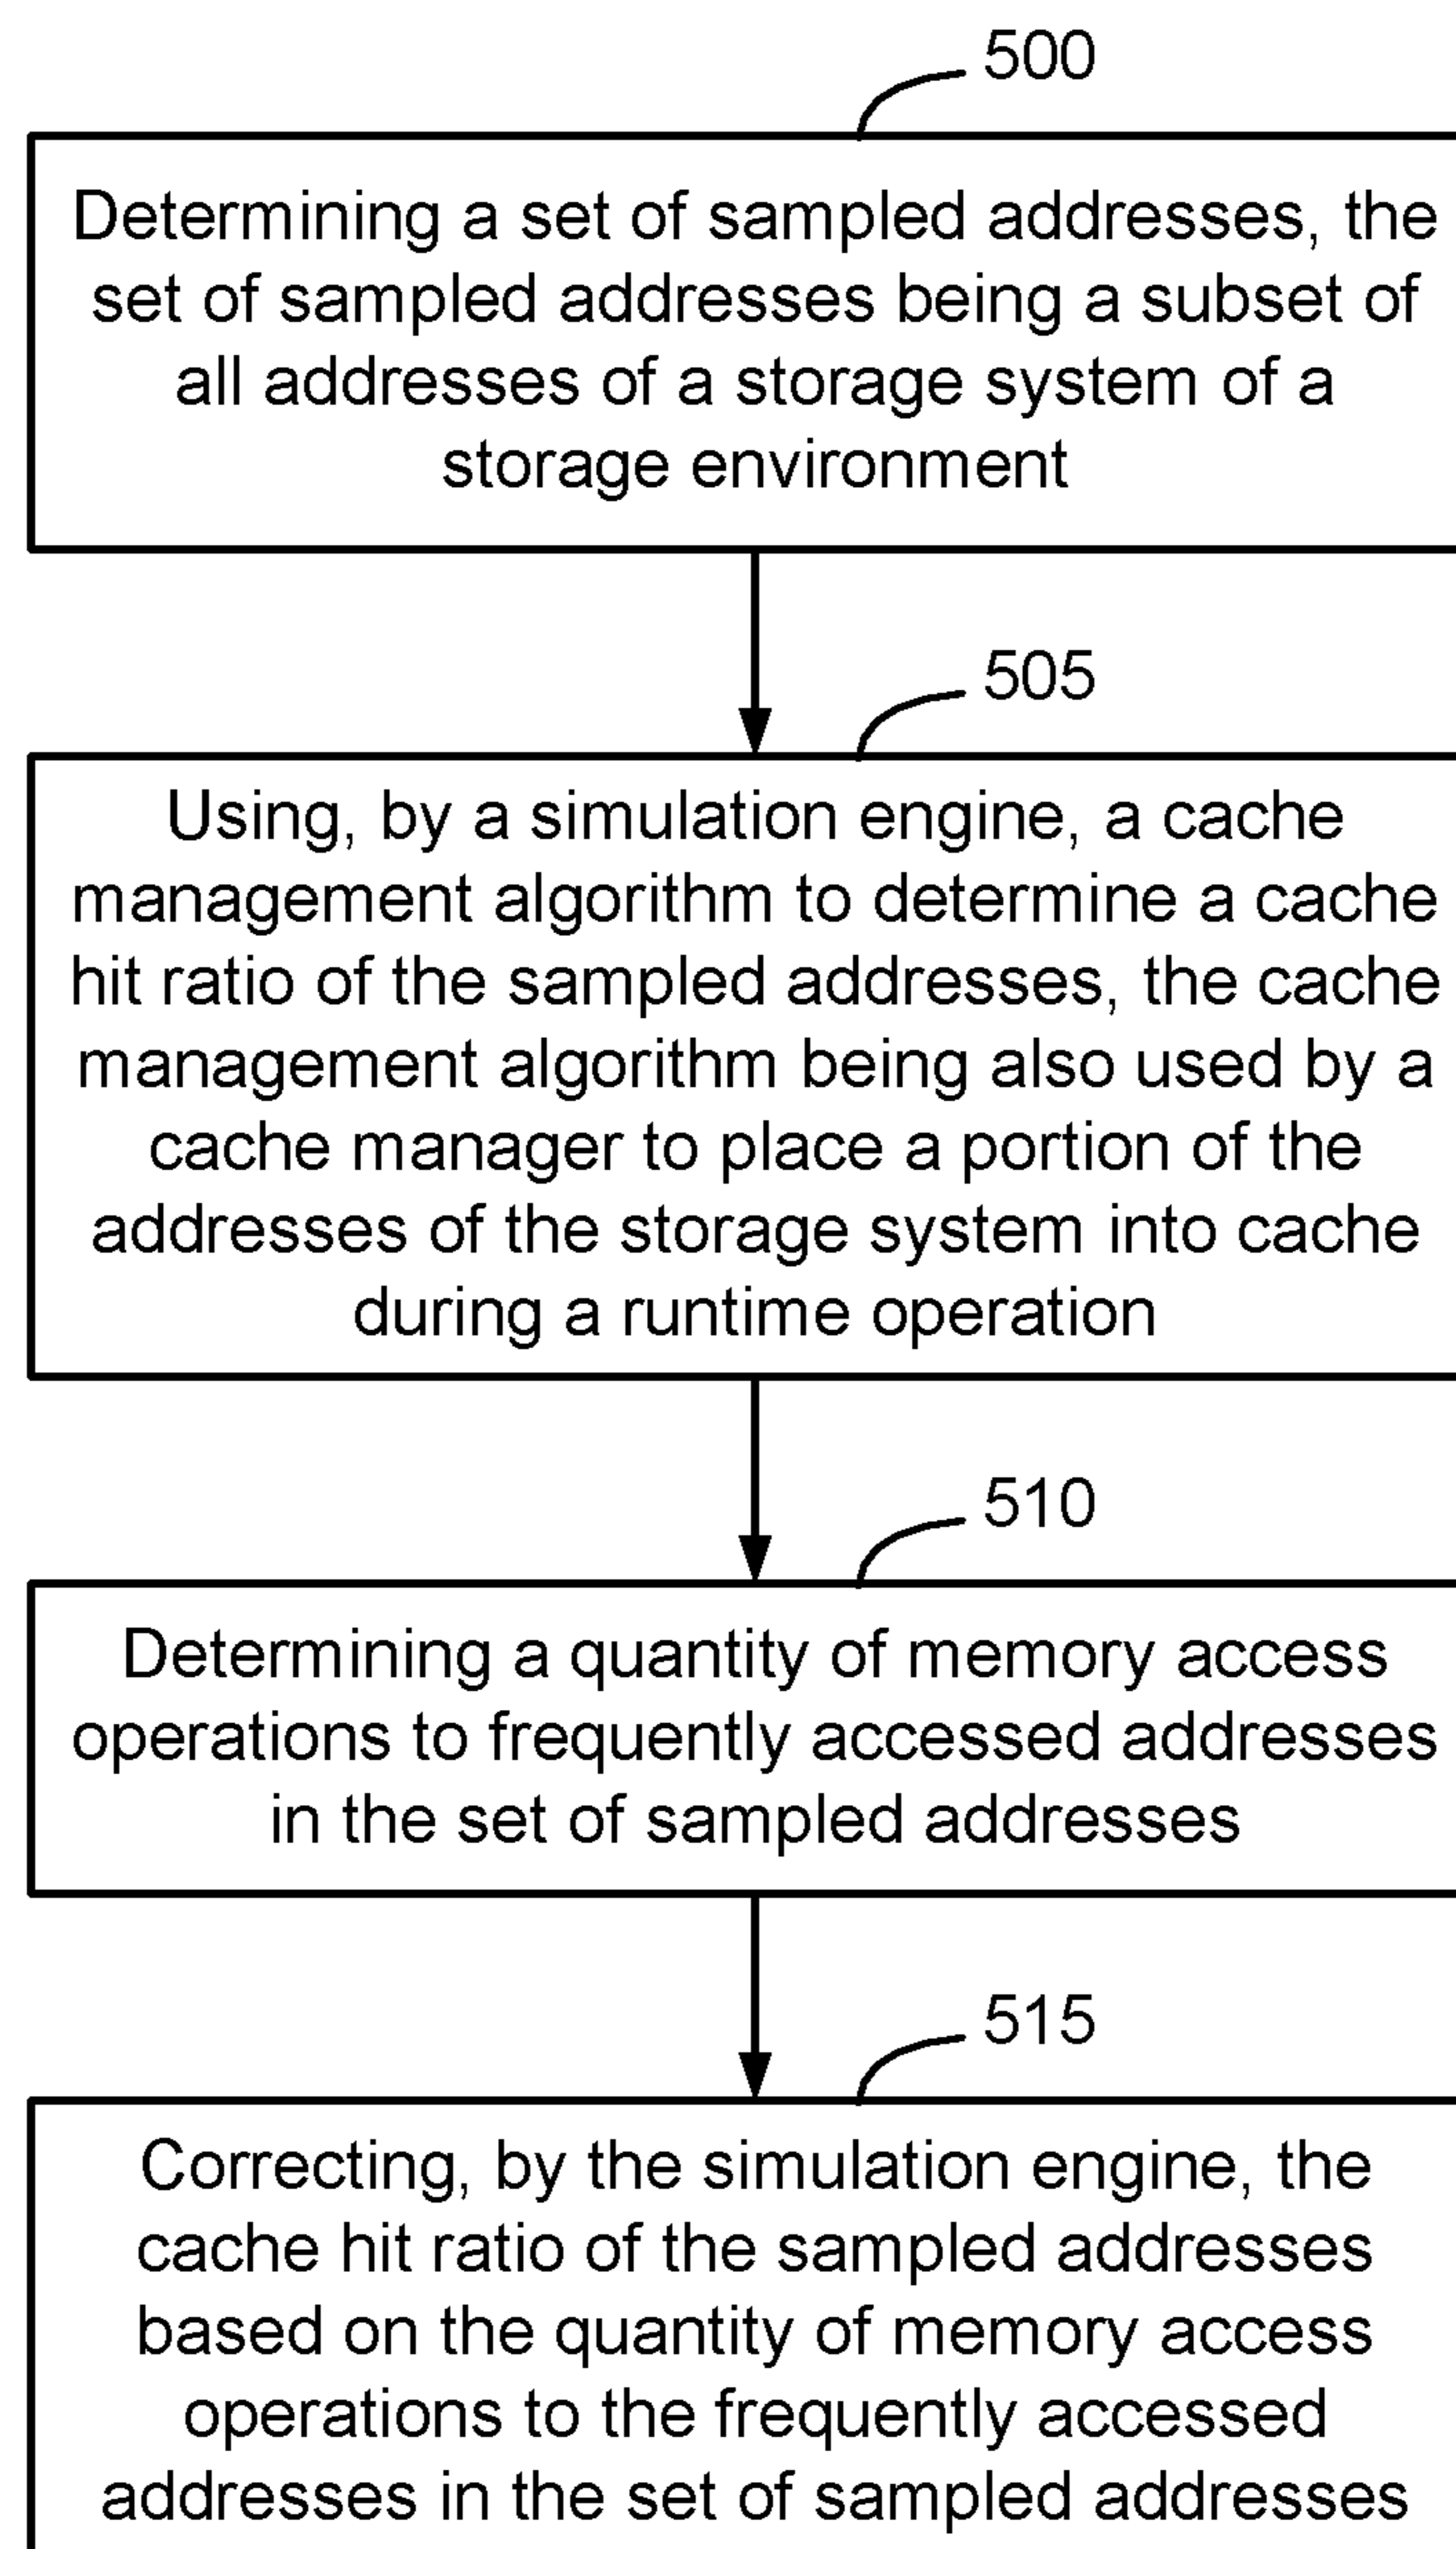 500
Determining a set of sampled addresses, the
set of sampled addresses being a subset of
all addresses of a storage system of a
storage environment
505
Using, by a simulation engine, a cache
management algorithm to determine a cache
hit ratio of the sampled addresses, the cache
management algorithm being also used by a
cache manager to place a portion of the
addresses of the storage system into cache
during a runtime operation
510
Determining a quantity of memory access
operations to frequently accessed addresses
in the set of sampled addresses
515
Correcting, by the simulation engine, the
cache hit ratio of the sampled addresses
based on the quantity of memory access
operations to the frequently accessed
addresses in the set of sampled addresses